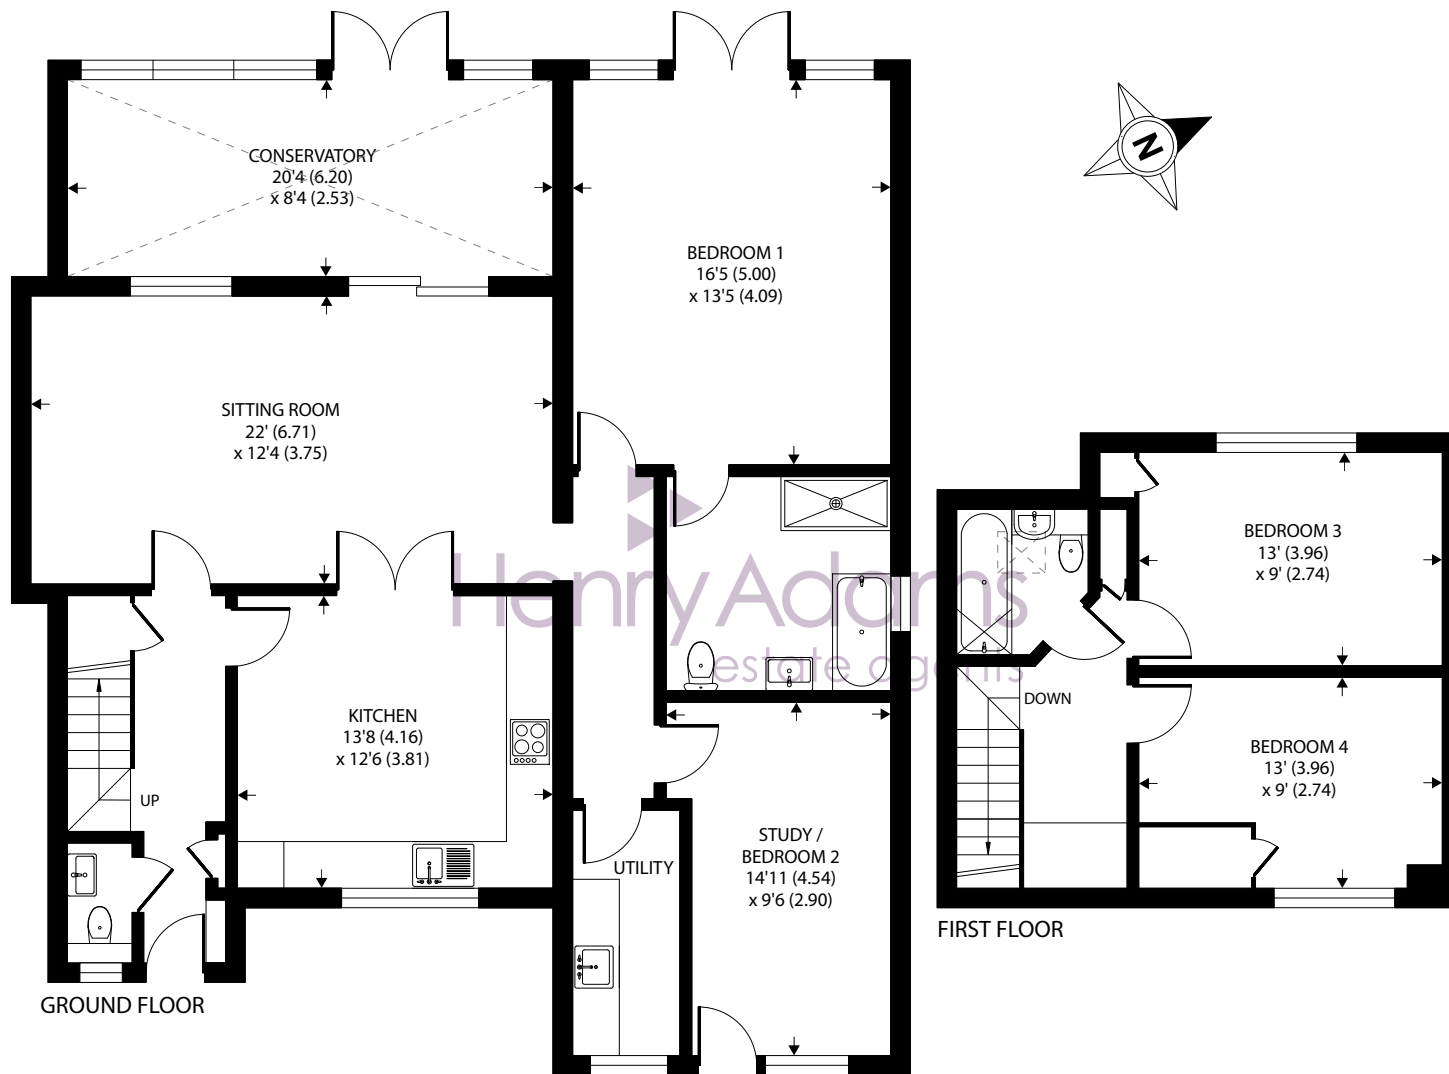 CONSERVATORY
20'4 (6.20)
x 8'4 (2.53)
BEDROOM 1
16'5 (5.00)
x 13'5 (4.09)
N
SITTING ROOM
22' (6.71)
x 12'4 (3.75)
Henry Adams
estate agents
KITCHEN
13'8 (4.16)
x 12'6 (3.81)
UP
STUDY /
BEDROOM 2
14'11 (4.54)
x 9'6 (2.90)
UTILITY
GROUND FLOOR
BEDROOM 3
13' (3.96)
x 9' (2.74)
DOWN
BEDROOM 4
13' (3.96)
x 9' (2.74)
FIRST FLOOR